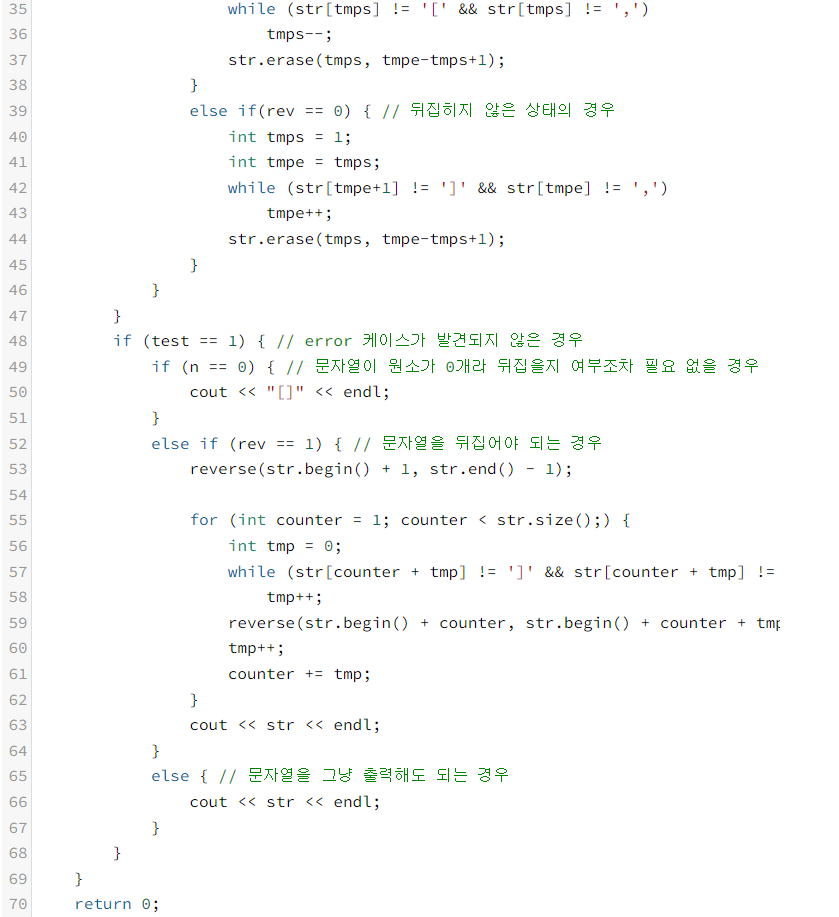 35 while (str[tmps] != '[' && str[tmps] != ',')
36 tmps--;
37 str.erase(tmps, tmpe-tmps+1);
38 }
39 else if(rev == 0) { // 뒤집히지 않은 상태의 경우
40 int tmps = 1;
41 int tmpe = tmps;
42 while (str[tmpe+1] != ']' && str[tmpe] != ',')
43 tmpe++;
44 str.erase(tmps, tmpe-tmps+1);
45 }
46 }
47 }
48 if (test == 1) { // error 케이스가 발견되지 않은 경우
49 if (n == 0) { // 문자열이 원소가 0개라 뒤집을지 여부조차 필요 없을 경우
50 cout << "[]" << endl;
51 }
52 else if (rev == 1) { // 문자열을 뒤집어야 되는 경우
53 reverse(str.begin() + 1, str.end() - 1);
54
55 for (int counter = 1; counter < str.size();) {
56 int tmp = 0;
57 while (str[counter + tmp] != ']' && str[counter + tmp] !=
58 tmp++;
59 reverse(str.begin() + counter, str.begin() + counter + tmp
60 tmp++;
61 counter += tmp;
62 }
63 cout << str << endl;
64 }
65 else { // 문자열을 그냥 출력해도 되는 경우
66 cout << str << endl;
67 }
68 }
69 }
70 return 0;